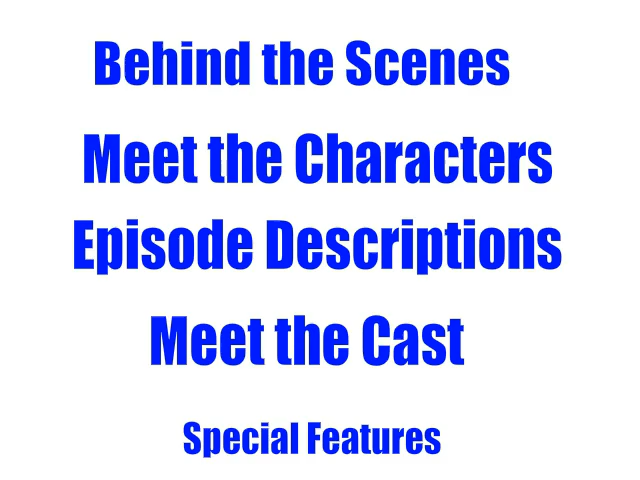 Behind the Scenes
Meet the Characters
Episode Descriptions
Meet the Cast
Special Features